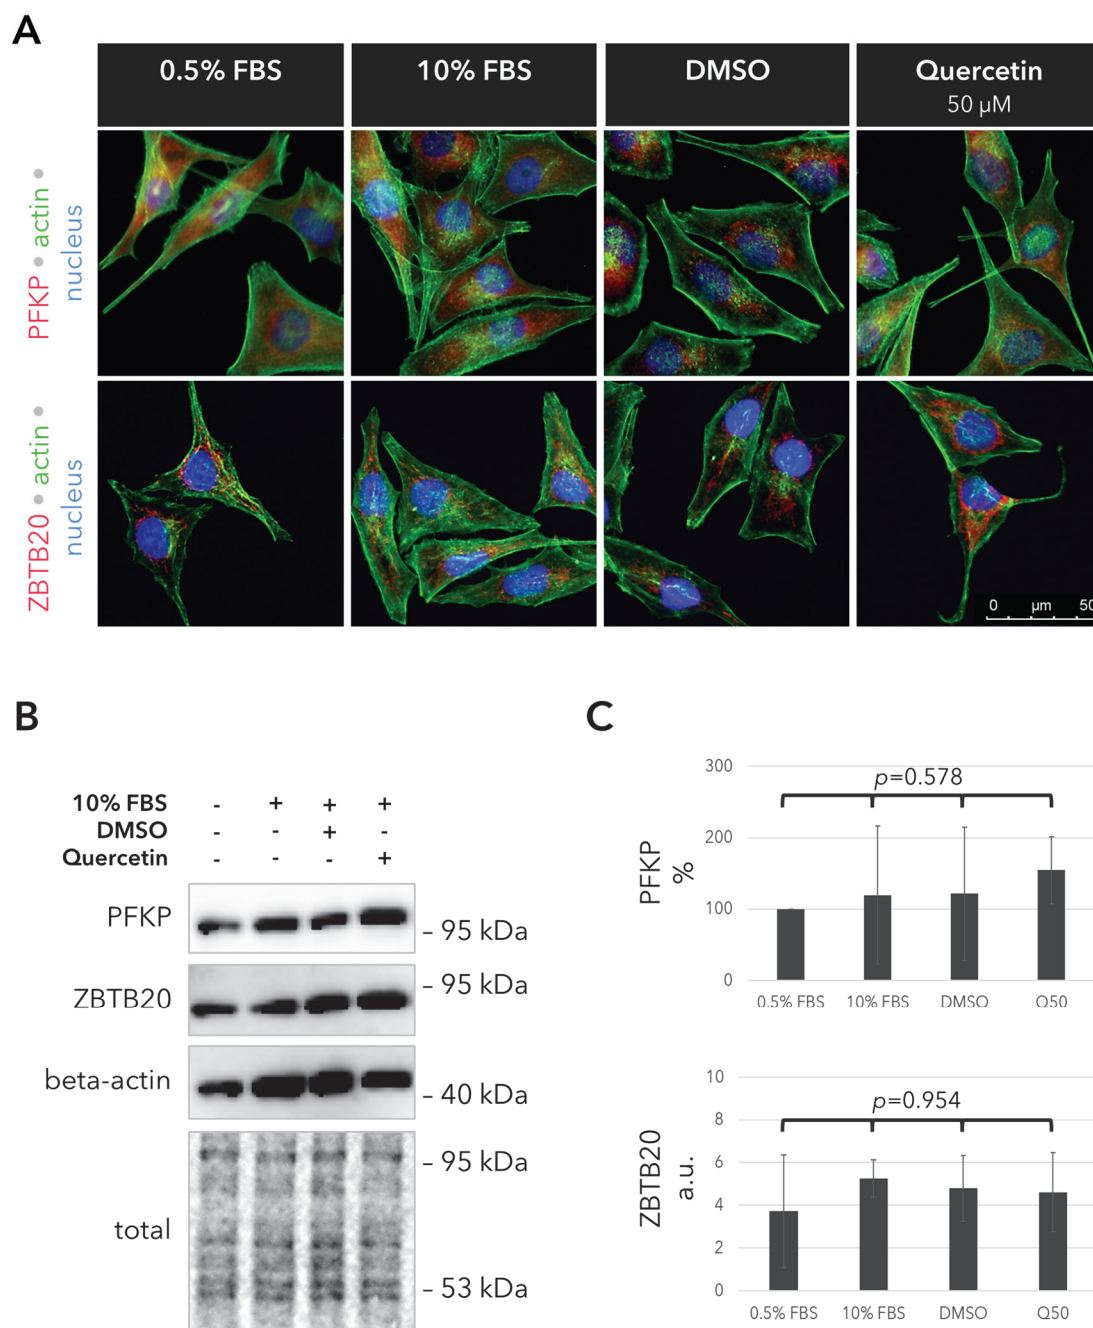 A
0.5% FBS
10% FBS
DMSO
Quercetin
50 µM
PFKP • actin •
nucleus
ZBTB20 • actin •
nucleus
0 µm 50
B
10% FBS - + + +
DMSO - - + -
Quercetin - - - +
PFKP
– 95 kDa
ZBTB20
– 95 kDa
beta-actin
– 40 kDa
total
– 95 kDa
– 53 kDa
C
PFKP
%
300
200
100
0
p=0.578
0.5% FBS
10% FBS
DMSO
Q50
ZBTB20
a.u.
10
8
6
4
2
0
p=0.954
0.5% FBS
10% FBS
DMSO
Q50